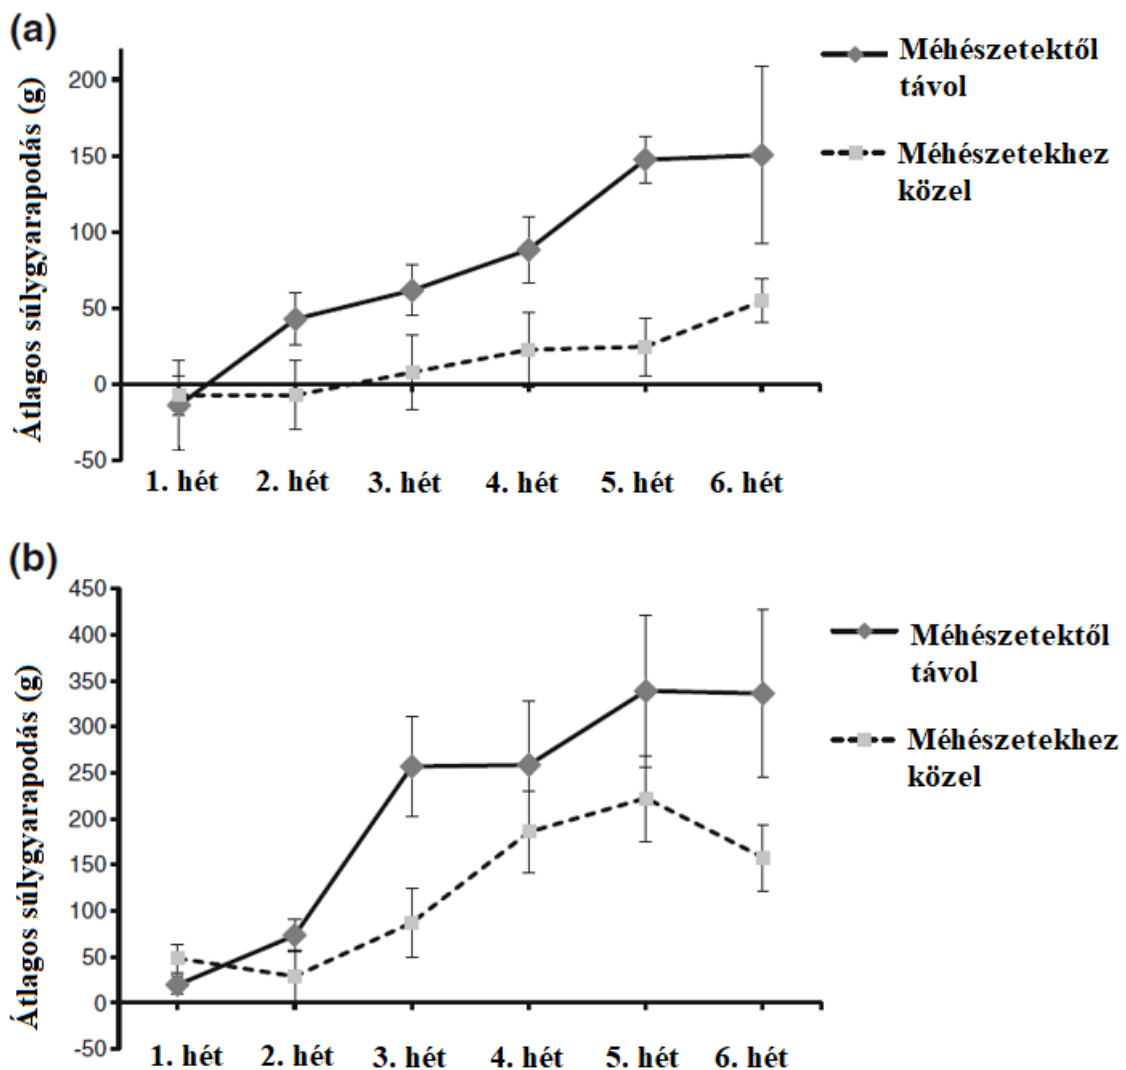 (a)
Átlagos súlygyarapodás (g)
200
150
100
50
0
-50
1. hét 2. hét 3. hét 4. hét 5. hét 6. hét
Méhészetektől
távol
Méhészetekhez
közel
(b)
Átlagos súlygyarapodás (g)
450
400
350
300
250
200
150
100
50
0
-50
1. hét 2. hét 3. hét 4. hét 5. hét 6. hét
Méhészetektől
távol
Méhészetekhez
közel